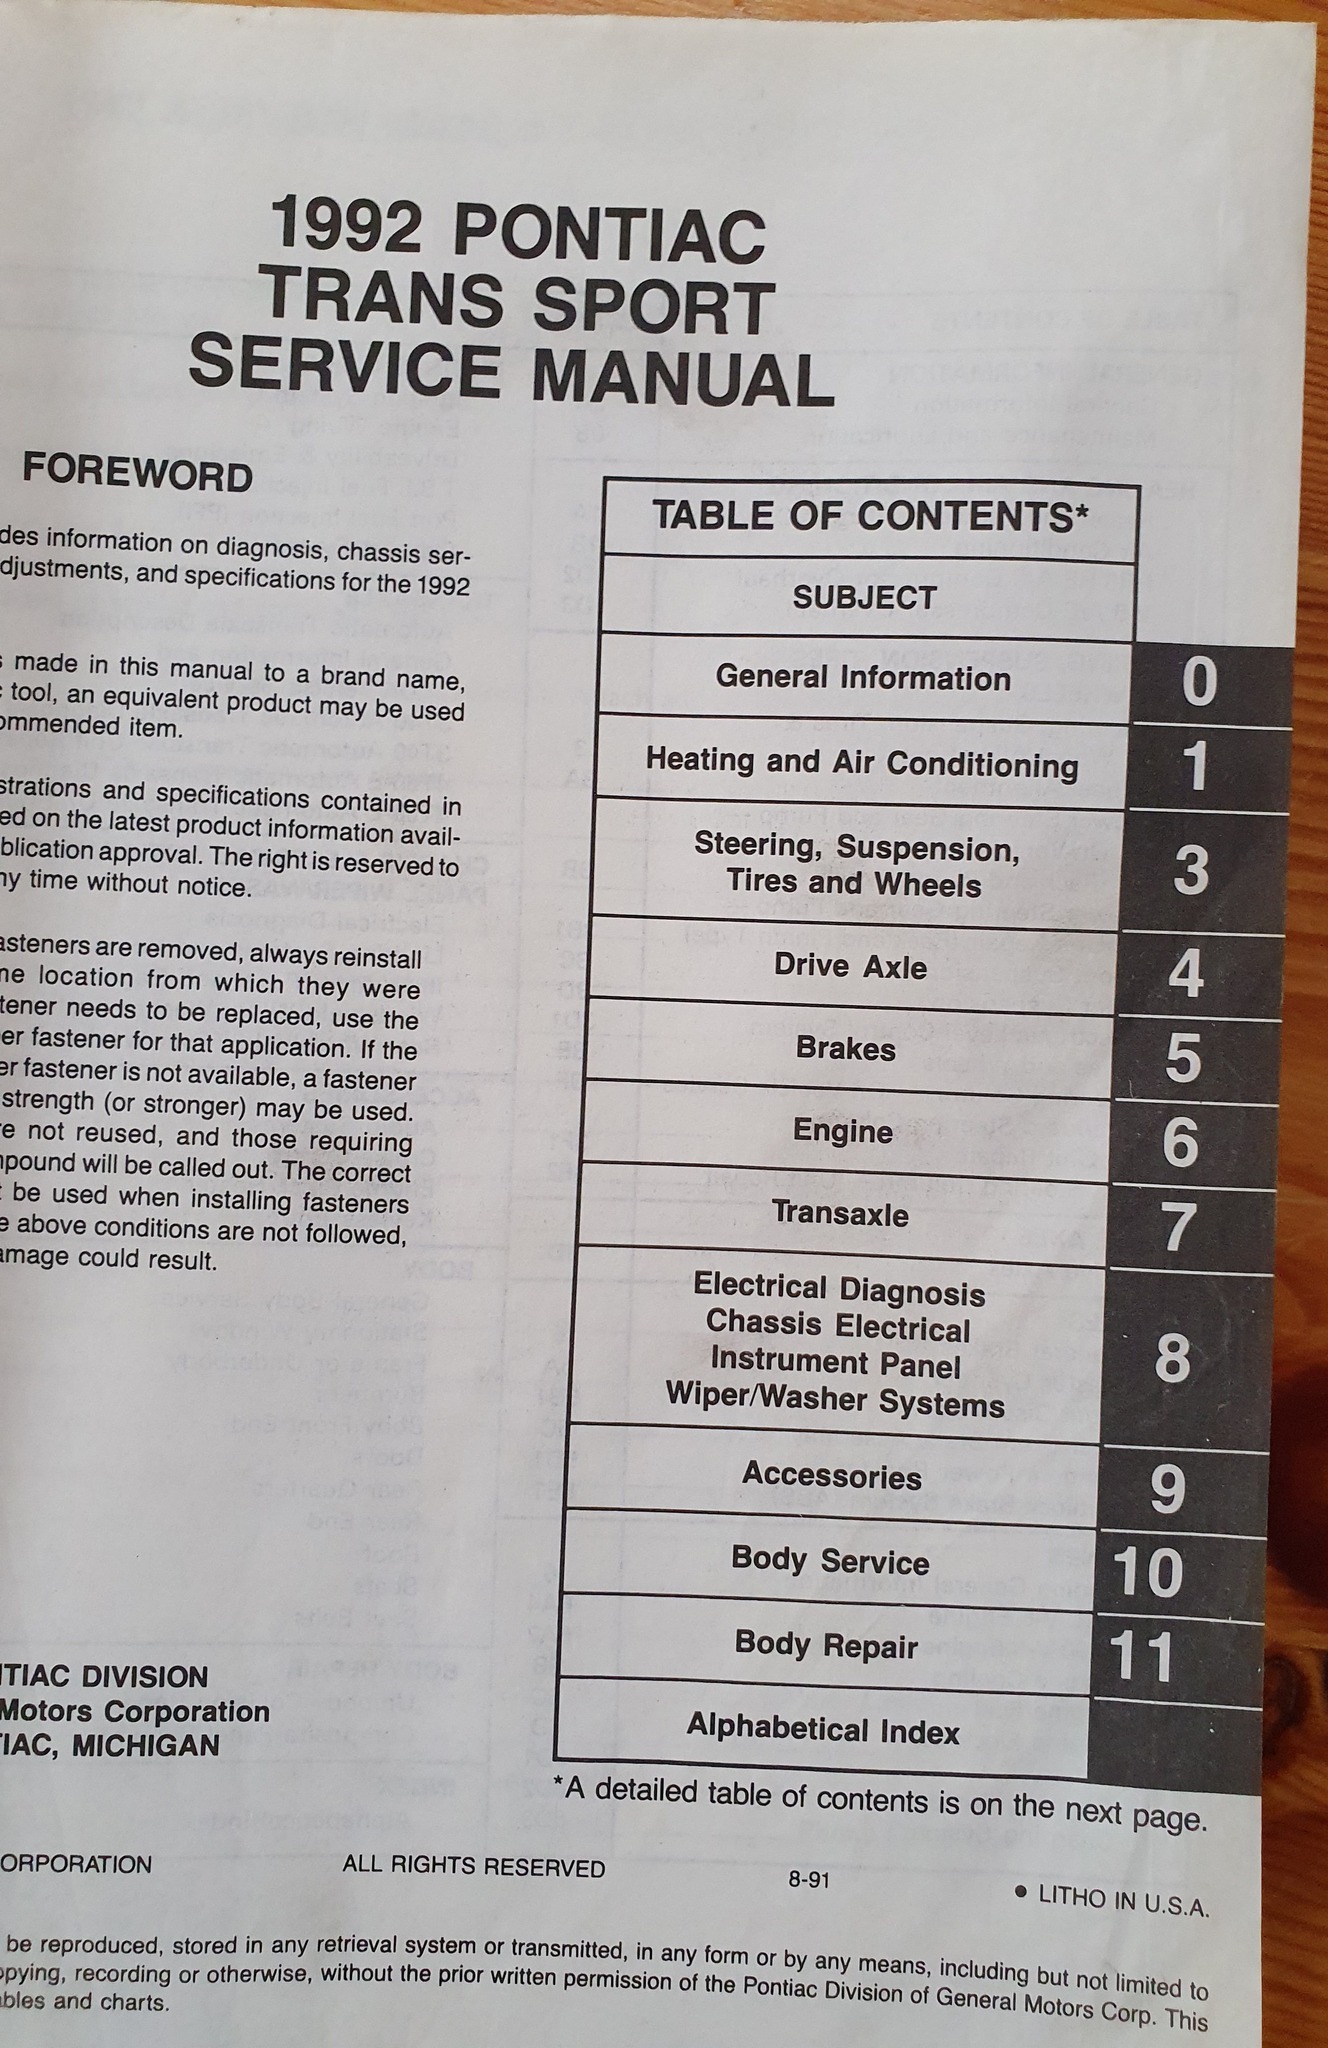 1992 PONTIAC
TRANS SPORT
SERVICE MANUAL
FOREWORD
des information on diagnosis, chassis ser-
djustments, and specifications for the 1992
made in this manual to a brand name,
tool, an equivalent product may be used
ommended item.
strations and specifications contained in
ed on the latest product information avail-
blication approval. The right is reserved to
ny time without notice.
asteners are removed, always reinstall
ne location from which they were
tener needs to be replaced, use the
er fastener for that application. If the
er fastener is not available, a fastener
strength (or stronger) may be used.
e not reused, and those requiring
pound will be called out. The correct
be used when installing fasteners
e above conditions are not followed,
amage could result.
TIAC DIVISION
Motors Corporation
IAC, MICHIGAN
TABLE OF CONTENTS*
SUBJECT
General Information 0
Heating and Air Conditioning 1
Steering, Suspension,
Tires and Wheels 3
Drive Axle 4
Brakes 5
Engine 6
Transaxle 7
Electrical Diagnosis
Chassis Electrical
Instrument Panel
Wiper/Washer Systems 8
Accessories 9
Body Service 10
Body Repair 11
Alphabetical Index
*A detailed table of contents is on the next page.
ORPORATION ALL RIGHTS RESERVED 8-91 • LITHO IN U.S.A.
be reproduced, stored in any retrieval system or transmitted, in any form or by any means, including but not limited to
opying, recording or otherwise, without the prior written permission of the Pontiac Division of General Motors Corp. This
ables and charts.